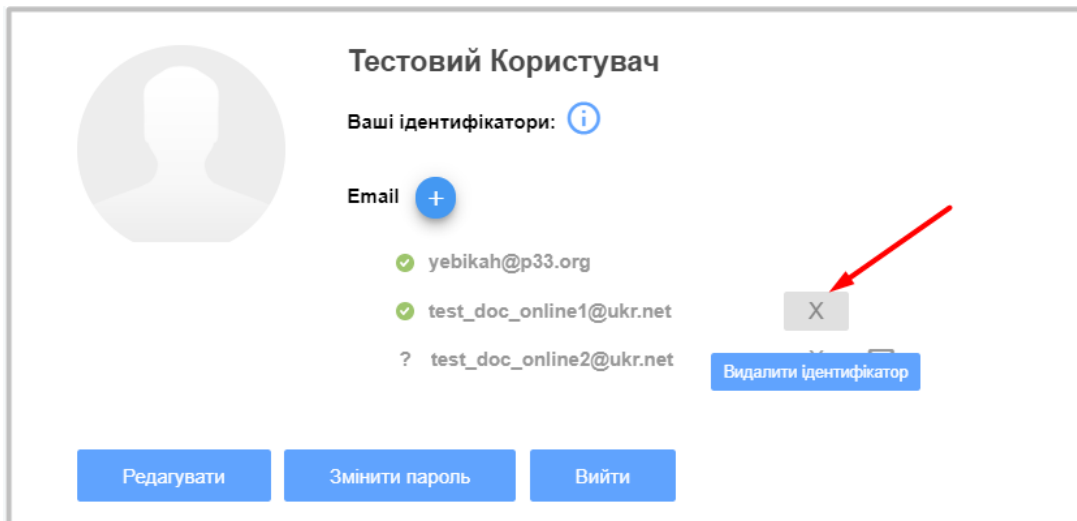 Тестовий Користувач
Ваші ідентифікатори:
Email +
yebikah@p33.org
test_doc_online1@ukr.net X
? test_doc_online2@ukr.net
Видалити ідентифікатор
Редагувати Змінити пароль Вийти